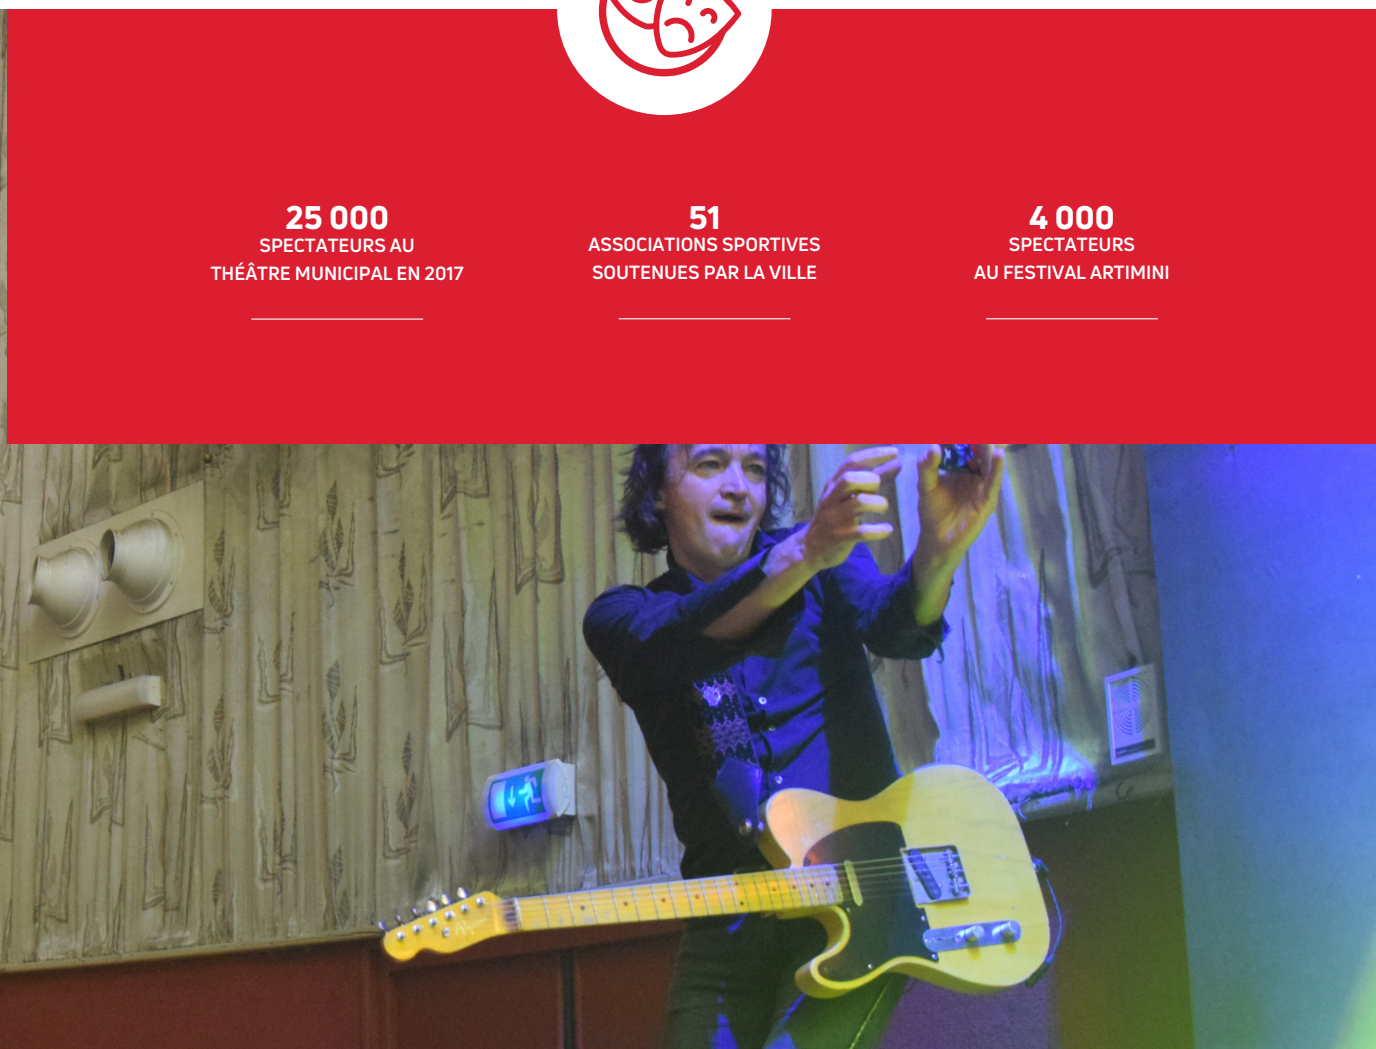 25 000
SPECTATEURS AU
THÉÂTRE MUNICIPAL EN 2017
51
ASSOCIATIONS SPORTIVES
SOUTENUES PAR LA VILLE
4 000
SPECTATEURS
AU FESTIVAL ARTIMINI